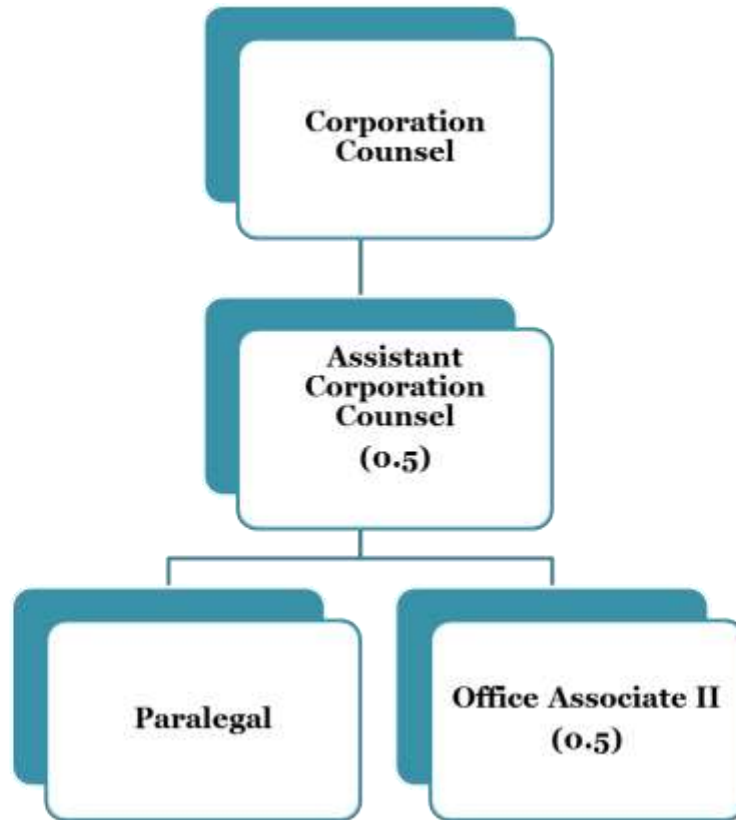 Corporation
Counsel
Assistant
Corporation
Counsel
(0.5)
Paralegal
Office Associate II
(0.5)